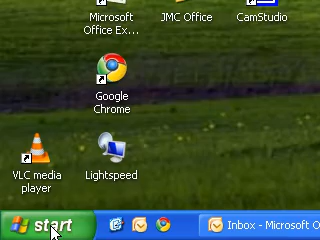 Microsoft
Office Ex...
JMC Office
CamStudio
Google
Chrome
VLC media
player
Lightspeed
start
Inbox - Microsoft O